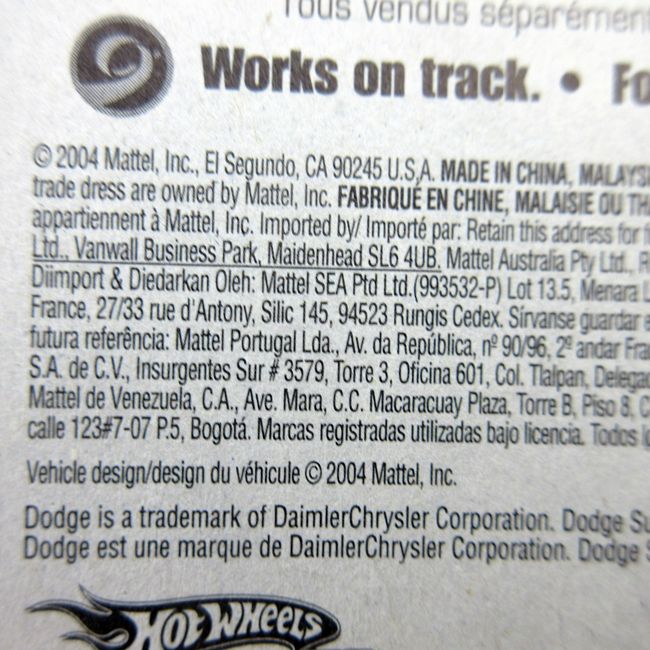 Tous vendus séparément
Works on track. •
© 2004 Mattel, Inc., El Segundo, CA 90245 U.S.A. MADE IN CHINA,
trade dress are owned by Mattel, Inc. FABRIQUÉ EN CHINE, MALAISIE OU
appartiennent à Mattel, Inc. Imported by/ Importé par: Retain this address for
Ltd., Vanwall Business Park, Maidenhead SL6 4UB. Mattel Australia Pty Ltd.,
Diimport & Diedarkan Oleh: Mattel SEA Ptd Ltd.(993532-P) Lot 13.5, Menara
France, 27/33 rue d'Antony, Silic 145, 94523 Rungis Cedex. Sírvanse guardar
futura referência: Mattel Portugal Lda., Av. da República, nº 90/96, 2º andar
S.A. de C.V., Insurgentes Sur # 3579, Torre 3, Oficina 601, Col. Tlalpan,
Mattel de Venezuela, C.A., Ave. Mara, C.C. Macaracuay Plaza, Torre B, Piso 8,
calle 123#7-07 P.5, Bogotá. Marcas registradas utilizadas bajo licencia. Todos
Vehicle design/design du véhicule © 2004 Mattel, Inc.
Dodge is a trademark of DaimlerChrysler Corporation. Dodge
Dodge est une marque de DaimlerChrysler Corporation. Dodge
HOT WHEELS